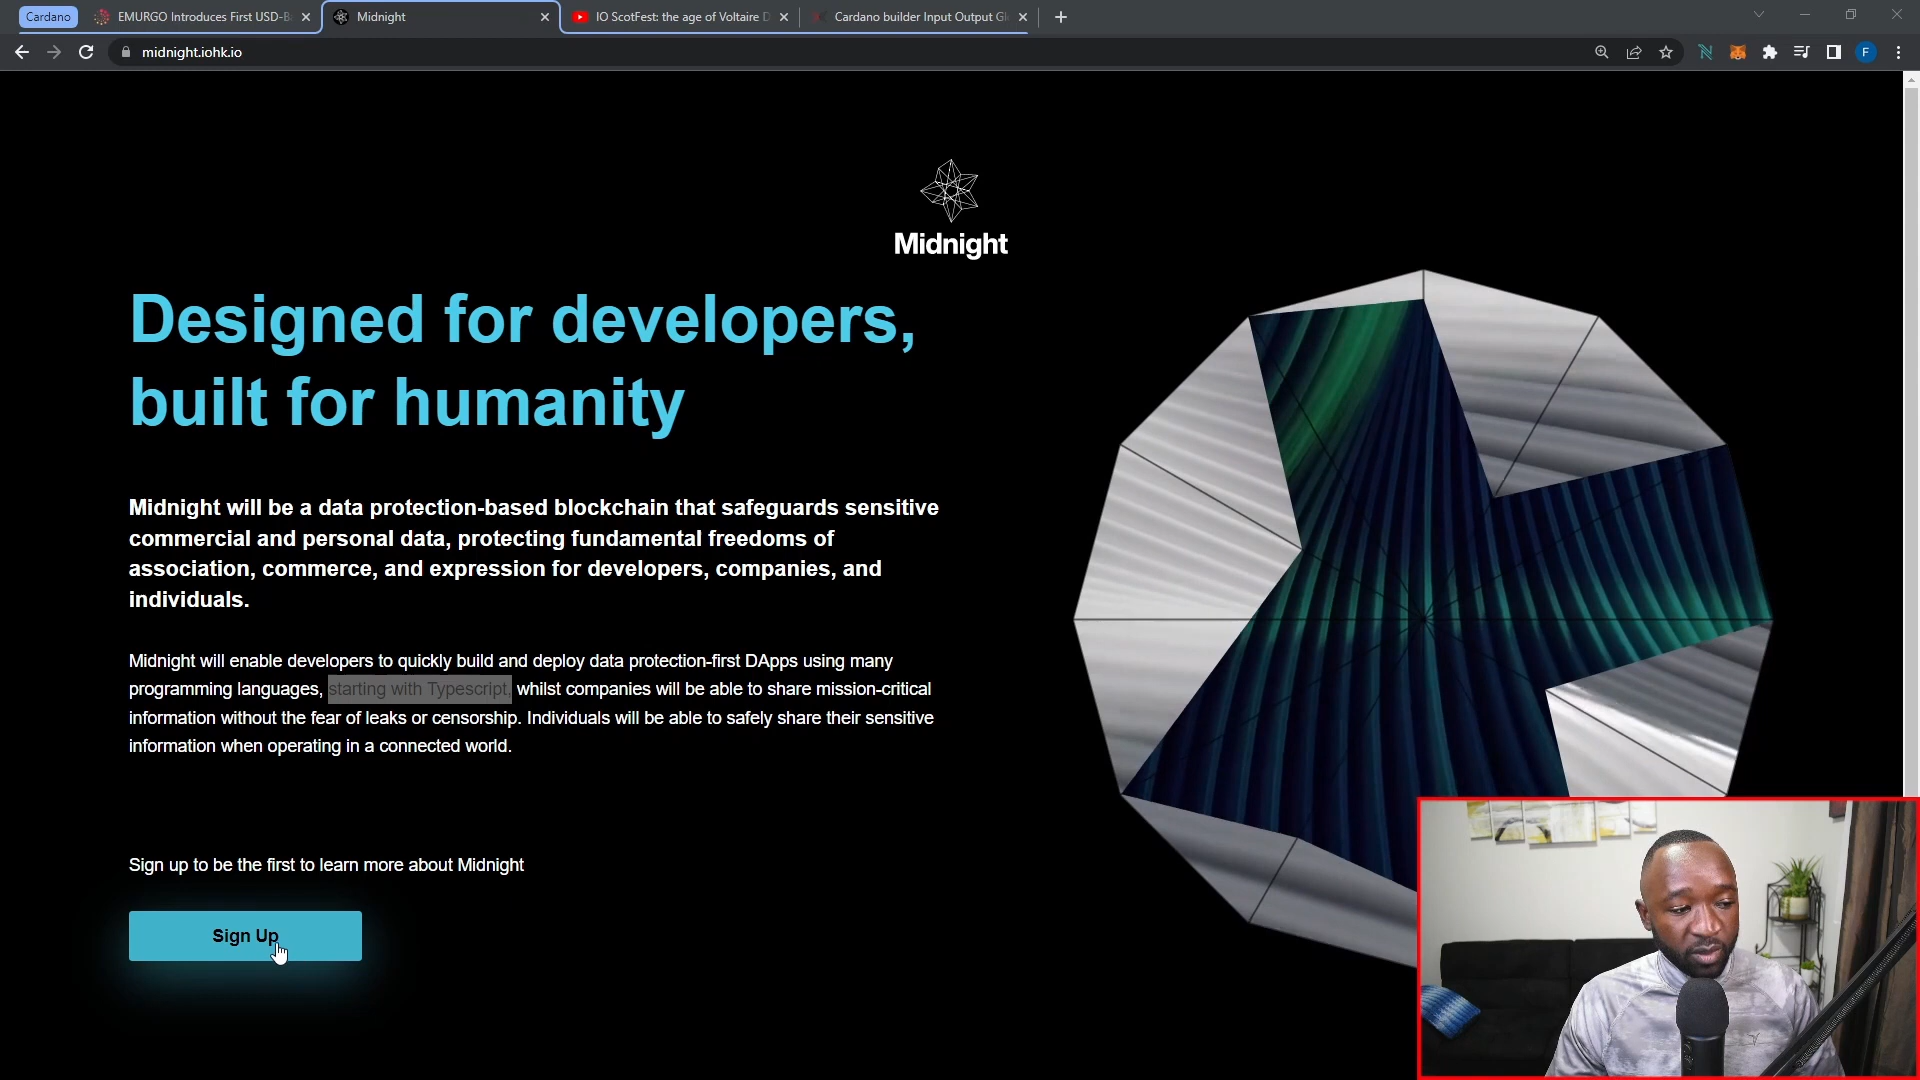 Cardano
EMURGO Introduces First USD-B
Midnight
IO ScotFest: the age of Voltaire D
Cardano builder Input Output Gl
midnight.iohk.io
F
Midnight
Designed for developers,
built for humanity
Midnight will be a data protection-based blockchain that safeguards sensitive
commercial and personal data, protecting fundamental freedoms of
association, commerce, and expression for developers, companies, and
individuals.
Midnight will enable developers to quickly build and deploy data protection-first DApps using many
programming languages, starting with Typescript, whilst companies will be able to share mission-critical
information without the fear of leaks or censorship. Individuals will be able to safely share their sensitive
information when operating in a connected world.
Sign up to be the first to learn more about Midnight
Sign Up